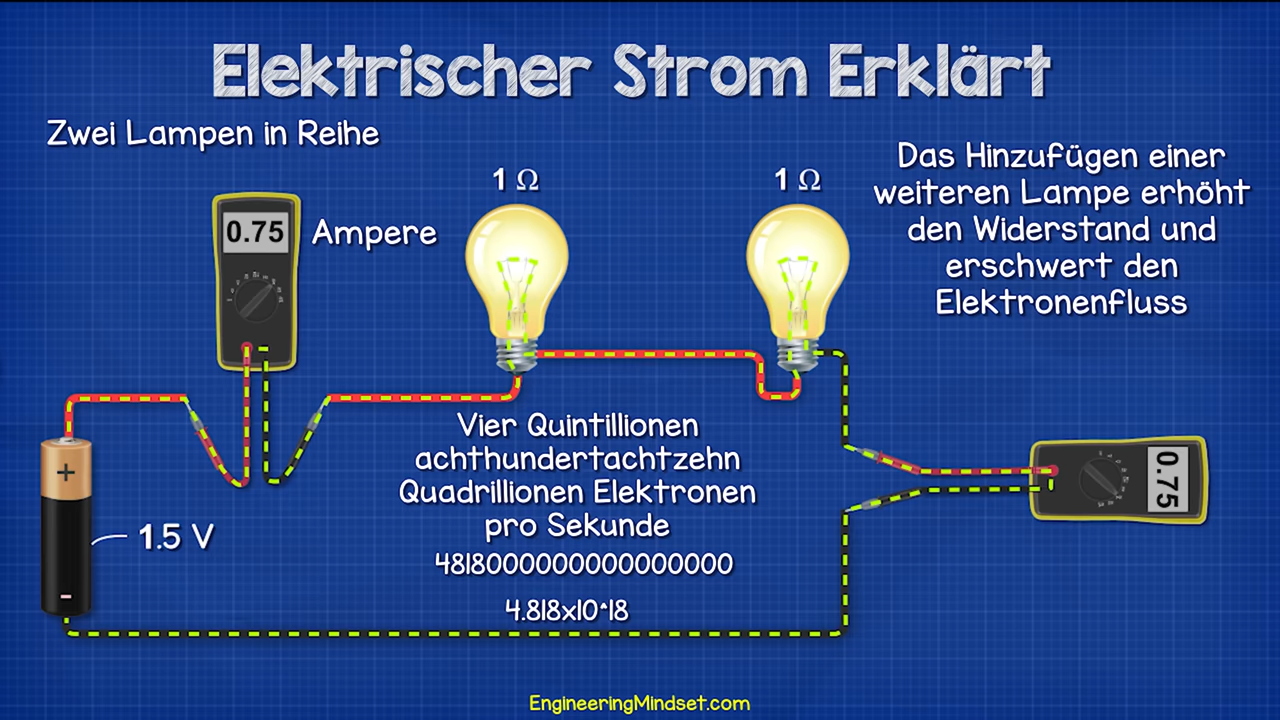 Elektrischer Strom Erklärt
Zwei Lampen in Reihe
0.75
Ampere
1 Ω
1 Ω
Das Hinzufügen einer
weiteren Lampe erhöht
den Widerstand und
erschwert den
Elektronenfluss
+
1.5 V
-
Vier Quintillionen
achthundertachtzehn
Quadrillionen Elektronen
pro Sekunde
4818000000000000000
4.818x10^18
0.75
EngineeringMindset.com